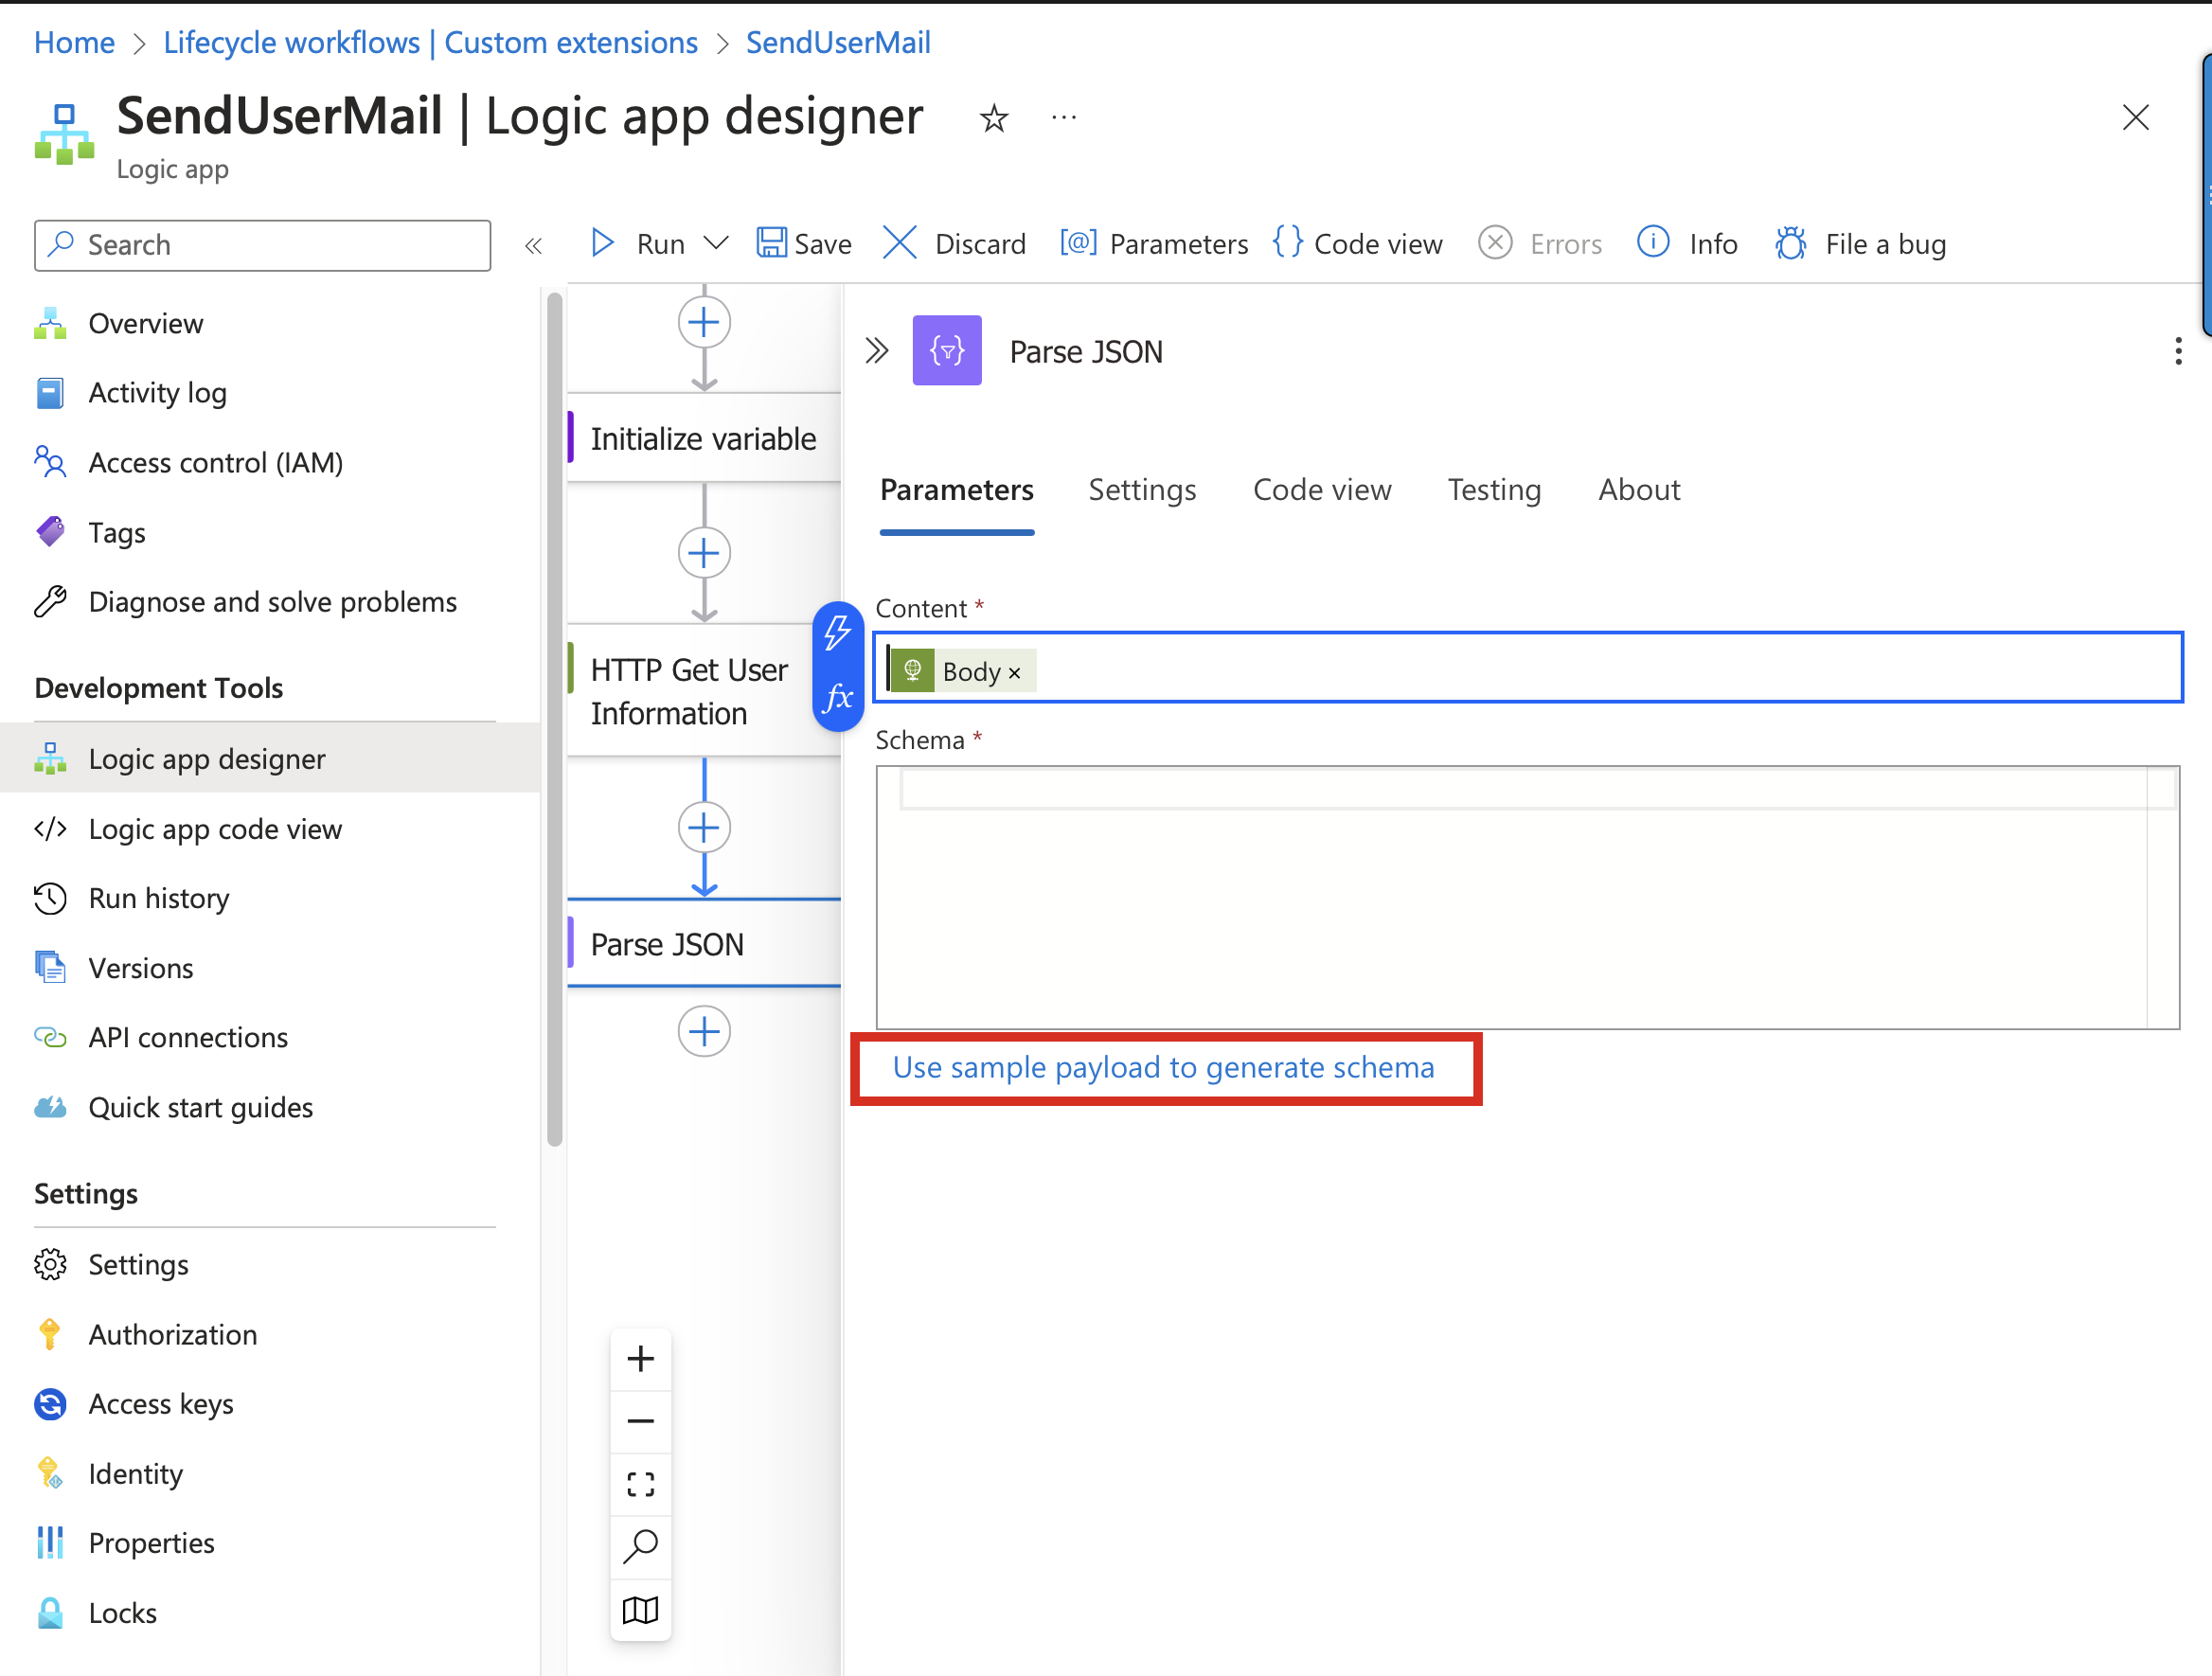 Home > Lifecycle workflows | Custom extensions > SendUserMail
SendUserMail | Logic app designer
Logic app
Search
Run
Save
Discard
Parameters
Code view
Errors
Info
File a bug
Overview
Activity log
Access control (IAM)
Tags
Diagnose and solve problems
Development Tools
Logic app designer
Logic app code view
Run history
Versions
API connections
Quick start guides
Settings
Settings
Authorization
Access keys
Identity
Properties
Locks
Initialize variable
HTTP Get User
Information
Parse JSON
Parse JSON
Parameters
Settings
Code view
Testing
About
Content *
fx
Body ×
Schema *
Use sample payload to generate schema